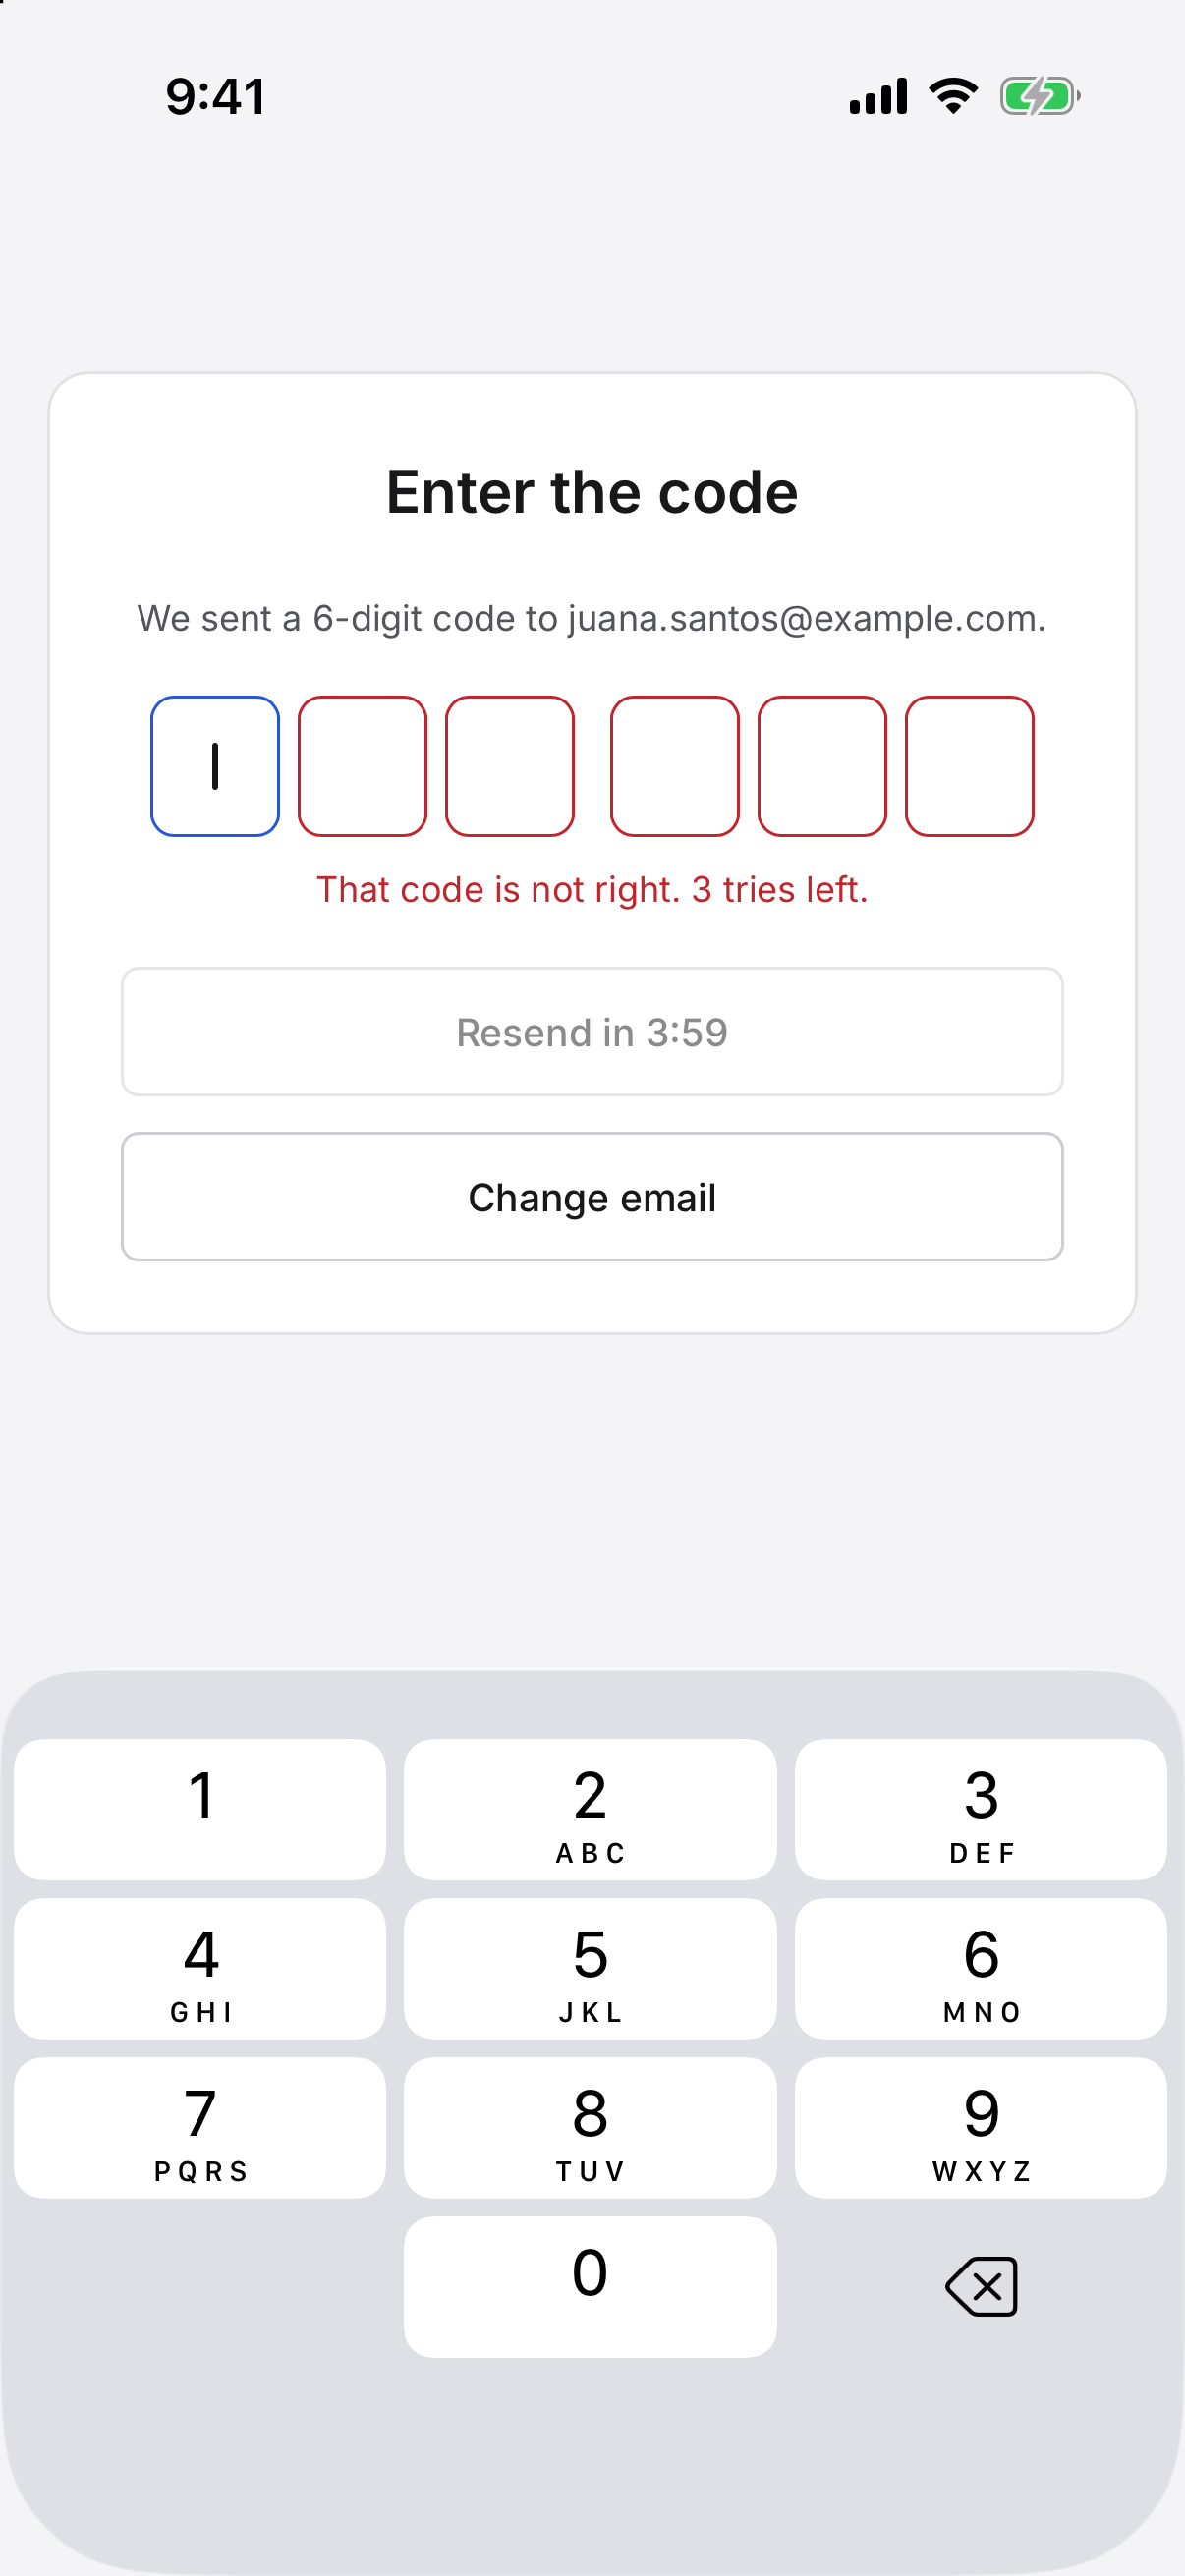 9:41
Enter the code
We sent a 6-digit code to juana.santos@example.com.
That code is not right. 3 tries left.
Resend in 3:59
Change email
1
2
ABC
3
DEF
4
GHI
5
JKL
6
MNO
7
PQRS
8
TUV
9
WXYZ
0